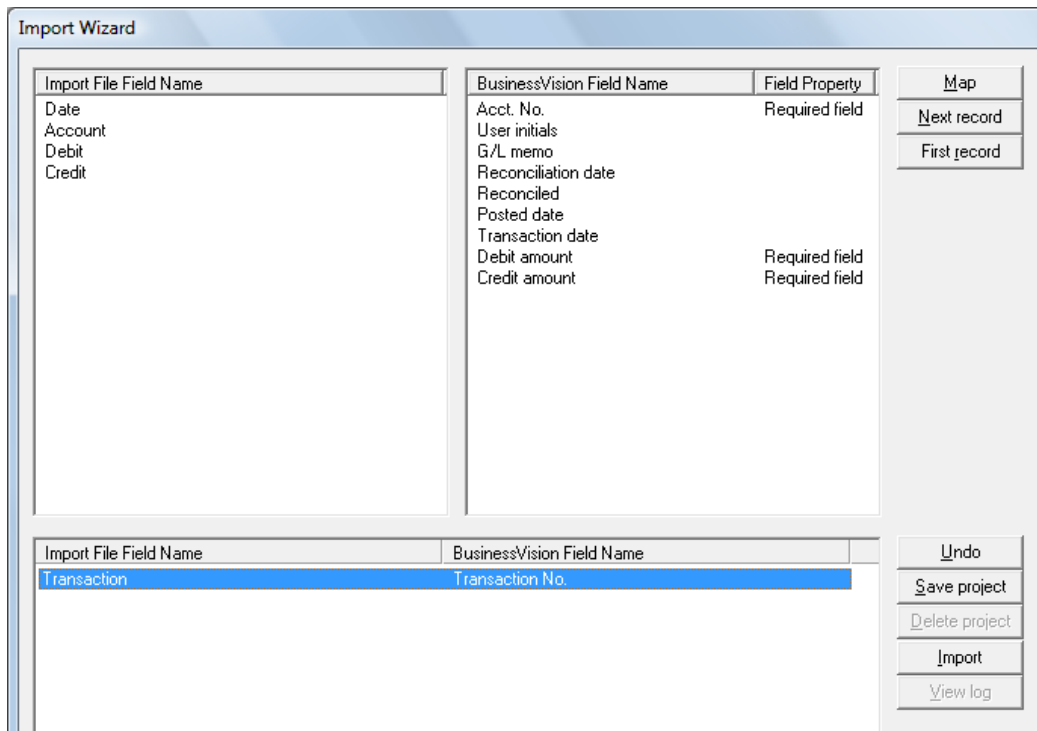 Import Wizard
Import File Field Name
Date
Account
Debit
Credit
BusinessVision Field Name Field Property
Acct. No. Required field
User initials
G/L memo
Reconciliation date
Reconciled
Posted date
Transaction date
Debit amount Required field
Credit amount Required field
Map
Next record
First record
Import File Field Name BusinessVision Field Name
Transaction Transaction No.
Undo
Save project
Delete project
Import
View log